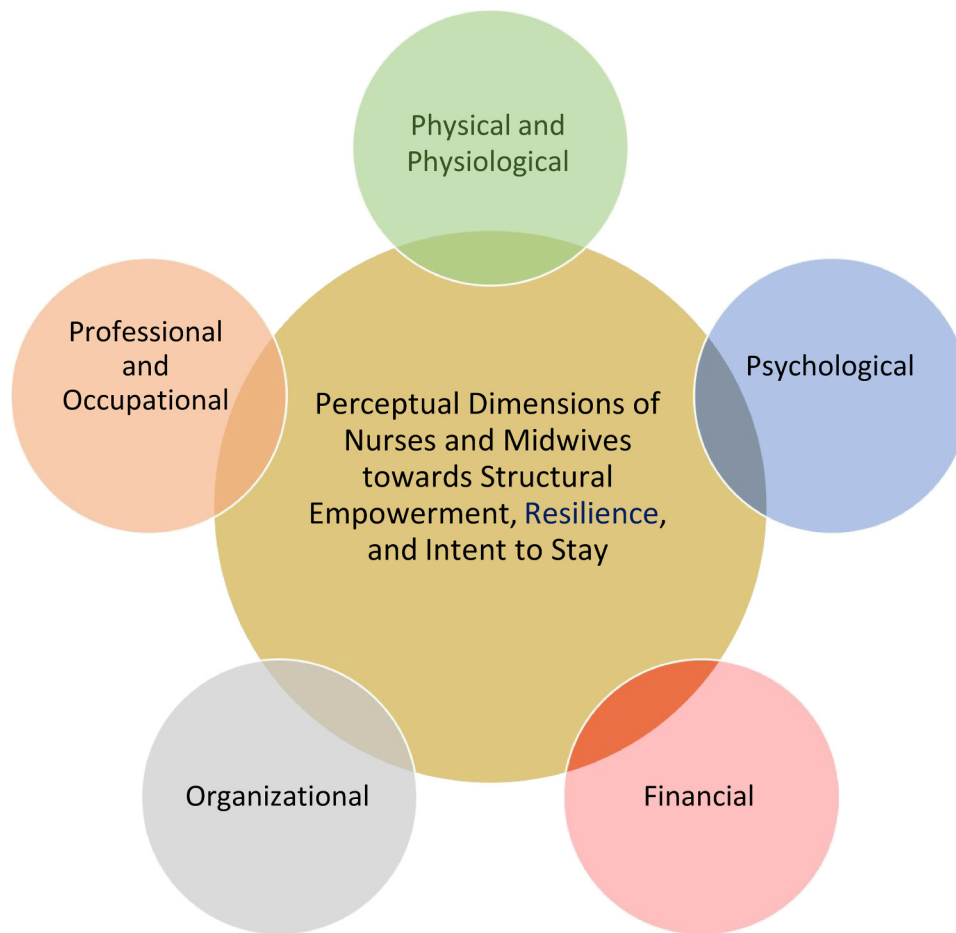 Physical and
Physiological
Professional
and
Occupational
Psychological
Perceptual Dimensions of
Nurses and Midwives
towards Structural
Empowerment, Resilience,
and Intent to Stay
Organizational
Financial